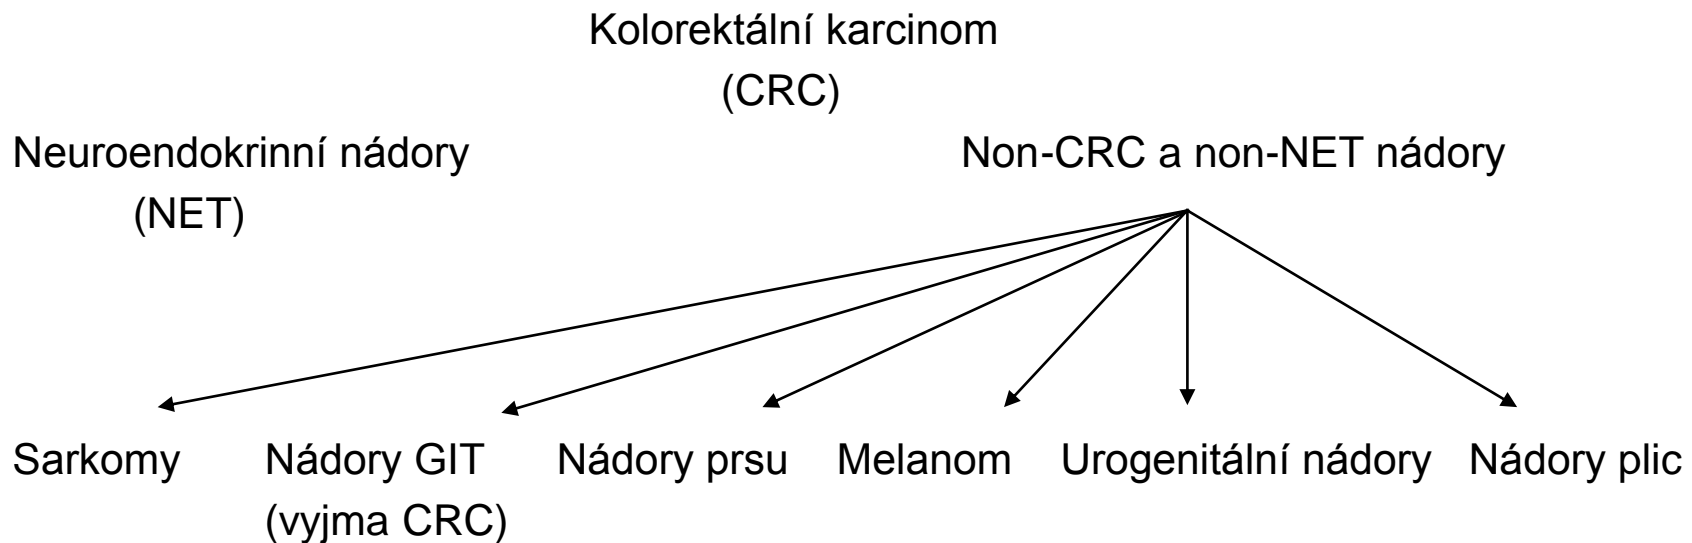 Kolorektální karcinom
(CRC)
Neuroendokrinní nádory
(NET)
Non-CRC a non-NET nádory
Sarkomy
Nádory GIT
(vyjma CRC)
Nádory prsu
Melanom
Urogenitální nádory
Nádory plic